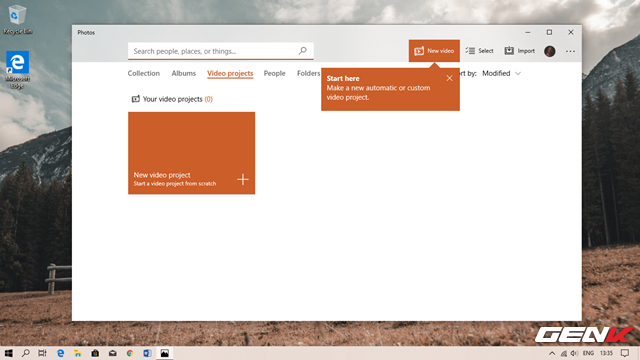 Recycle Bin
Microsoft Edge
Photos
Search people, places, or things...
New video
Select
Import
Collection
Albums
Video projects
People
Folders
rt by: Modified
Start here
Make a new automatic or custom
video project.
Your video projects (0)
New video project
Start a video project from scratch
GENK
ENG
13:35